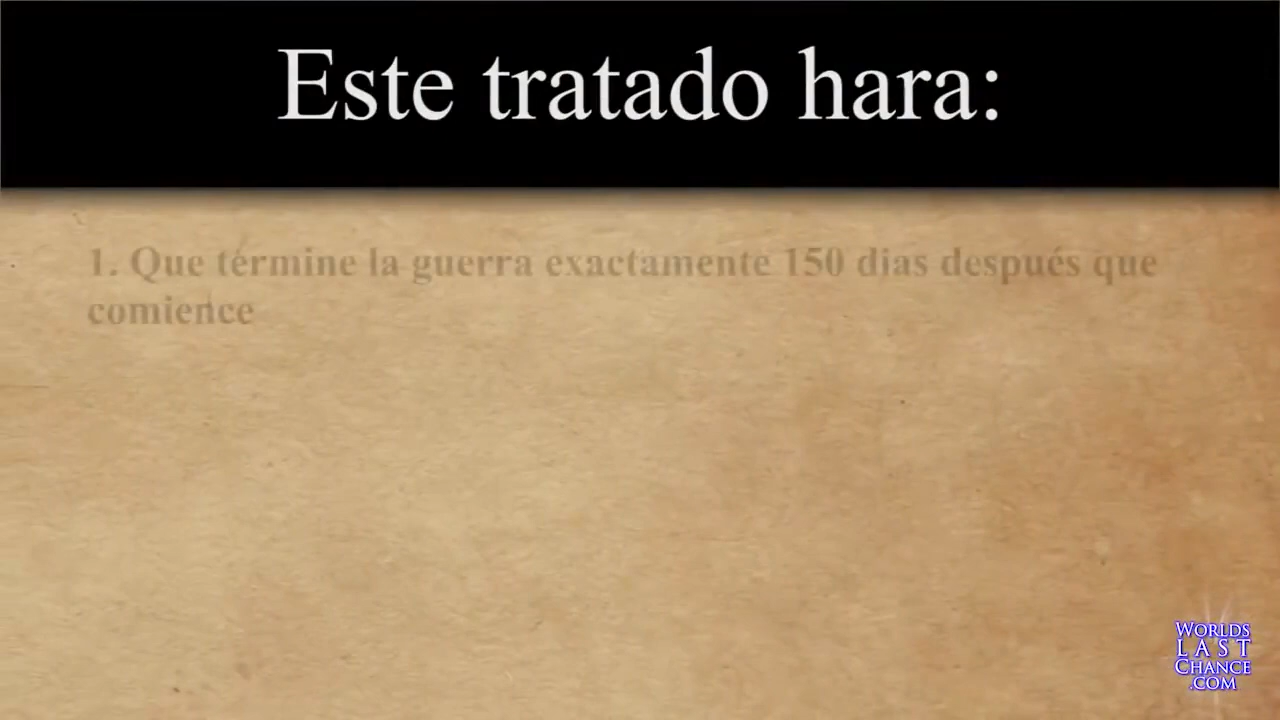 Este tratado hara:
1. Que términe la guerra exactamente 150 dias después que
comience
WORLDS
LAST
CHANCE
.COM